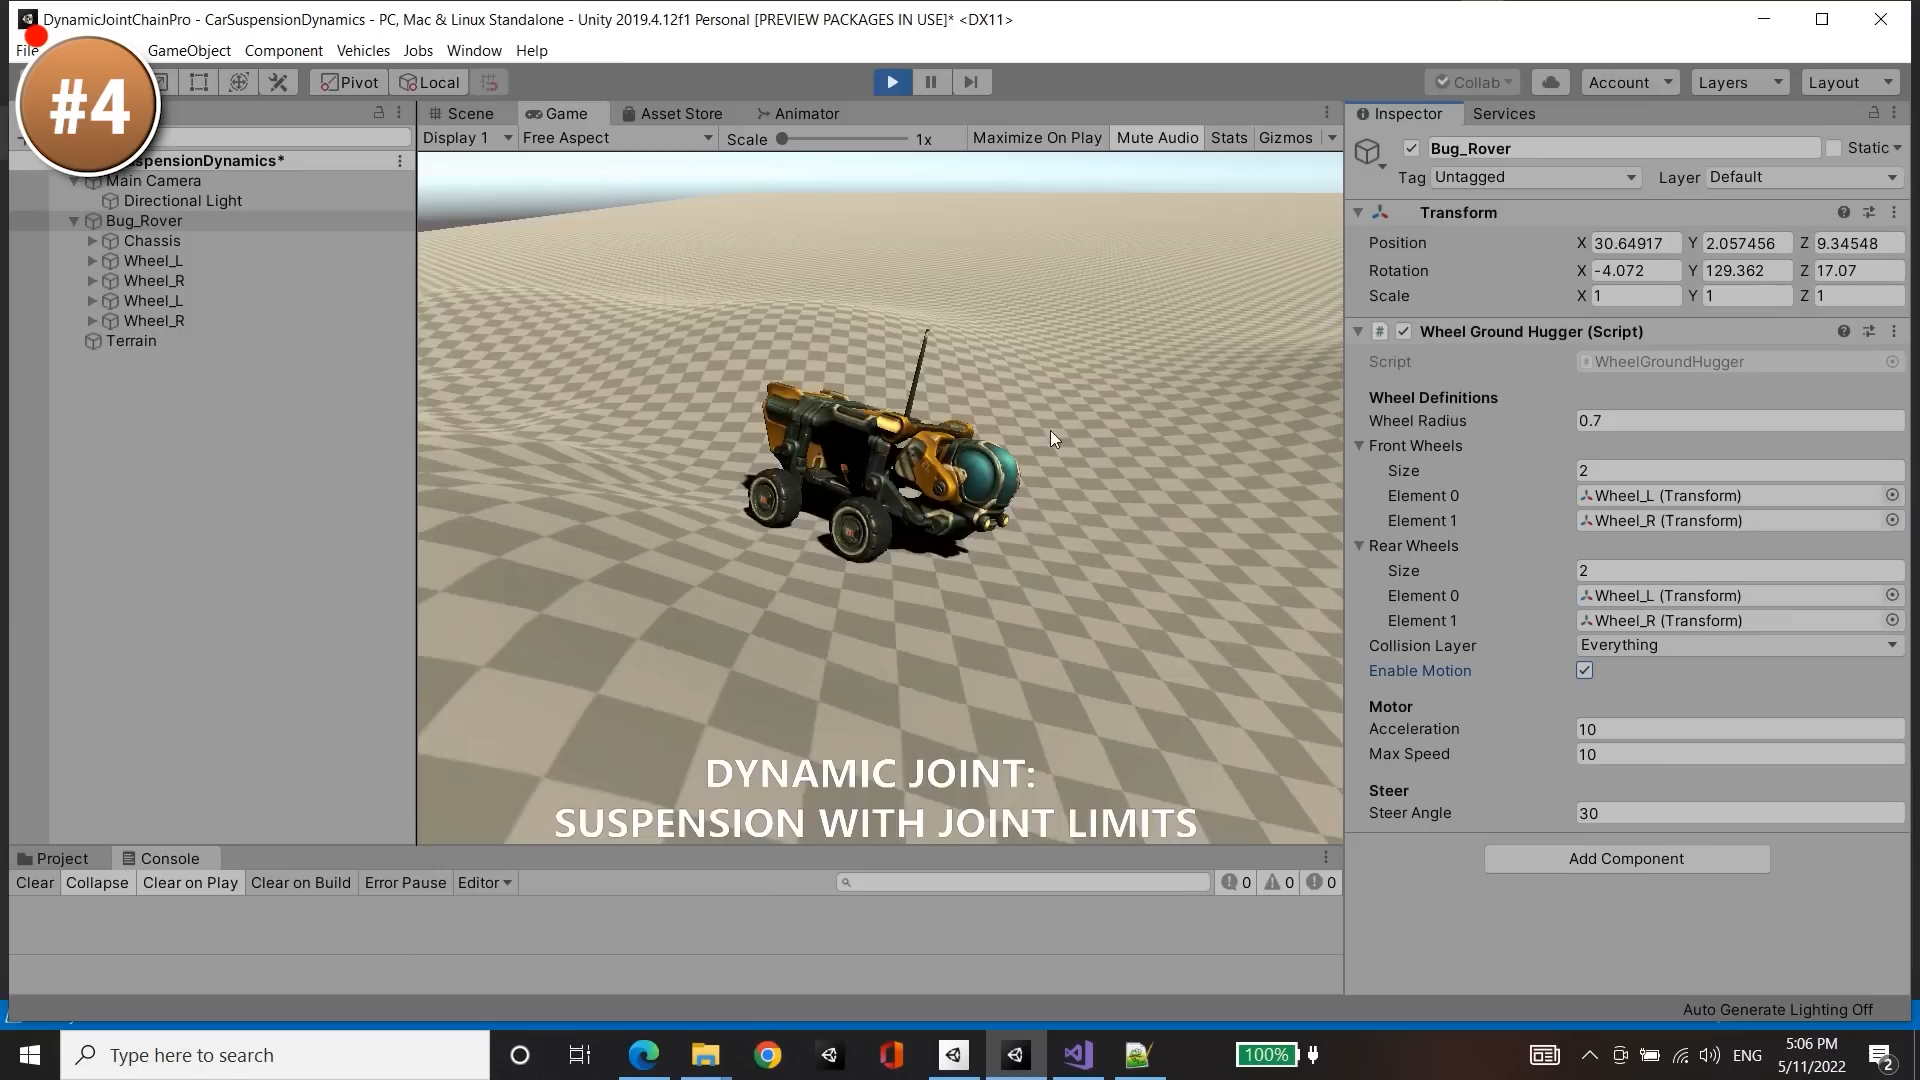 DynamicJointChainPro - CarSuspensionDynamics - PC, Mac & Linux Standalone - Unity 2019.4.12f1 Personal [PREVIEW PACKAGES IN USE]* <DX11>
File GameObject Component Vehicles Jobs Window Help
#4
Pivot Local Collab Account Layers Layout
Scene Game Asset Store Animator
Display 1 Free Aspect Scale 1x Maximize On Play Mute Audio Stats Gizmos
spensionDynamics*
Main Camera
Directional Light
Bug_Rover
Chassis
Wheel_L
Wheel_R
Wheel_L
Wheel_R
Terrain
DYNAMIC JOINT:
SUSPENSION WITH JOINT LIMITS
Inspector Services
Bug_Rover Static
Tag Untagged Layer Default
Transform
Position X 30.64917 Y 2.057456 Z 9.34548
Rotation X -4.072 Y 129.362 Z 17.07
Scale X 1 Y 1 Z 1
# Wheel Ground Hugger (Script)
Script WheelGroundHugger
Wheel Definitions
Wheel Radius 0.7
Front Wheels
Size 2
Element 0 Wheel_L (Transform)
Element 1 Wheel_R (Transform)
Rear Wheels
Size 2
Element 0 Wheel_L (Transform)
Element 1 Wheel_R (Transform)
Collision Layer Everything
Enable Motion
Motor
Acceleration 10
Max Speed 10
Steer
Steer Angle 30
Add Component
Project Console
Clear Collapse Clear on Play Clear on Build Error Pause Editor 0 0 0
Auto Generate Lighting Off
Type here to search 100% ENG 5:06 PM
5/11/2022 2